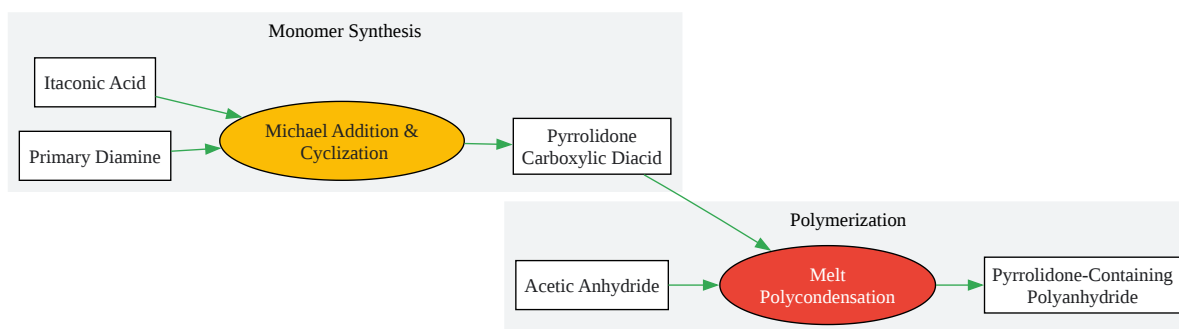 Monomer Synthesis
Itaconic Acid
Primary Diamine
Michael Addition &
Cyclization
Pyrrolidone
Carboxylic Diacid
Polymerization
Acetic Anhydride
Melt
Polycondensation
Pyrrolidone-Containing
Polyanhydride